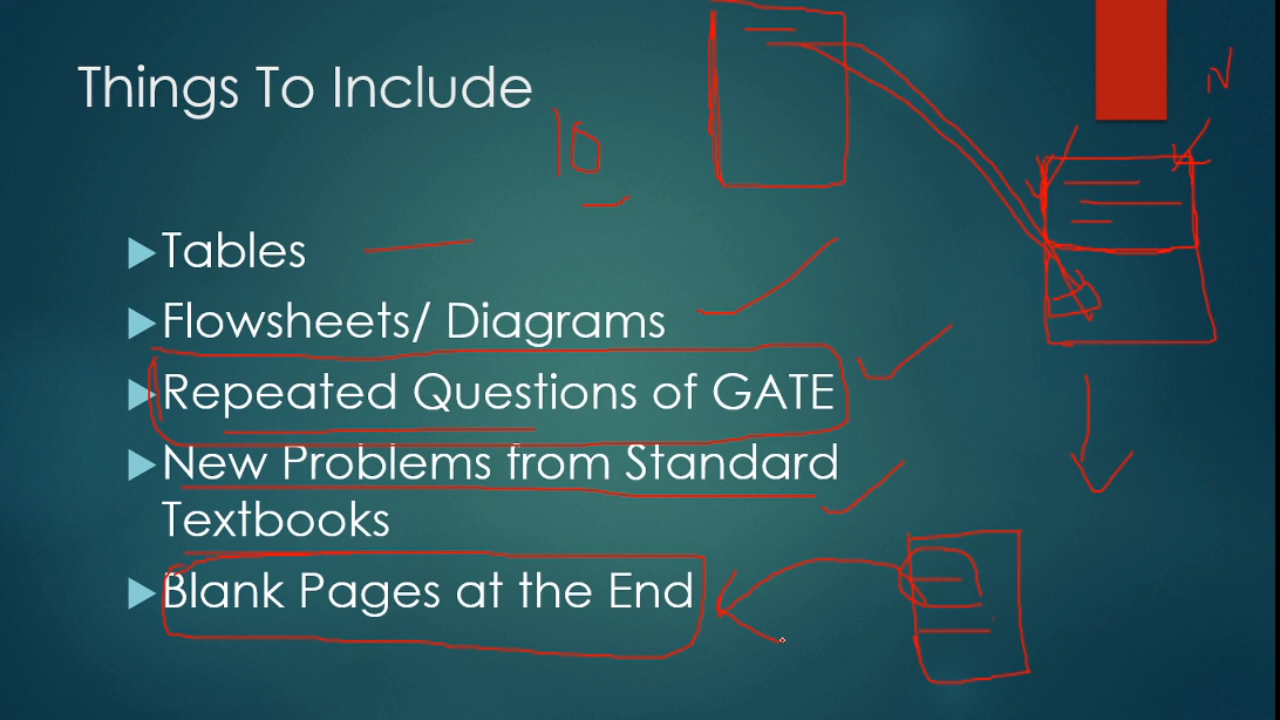 Things To Include
10
N
Tables
Flowsheets/ Diagrams
Repeated Questions of GATE
New Problems from Standard
Textbooks
Blank Pages at the End